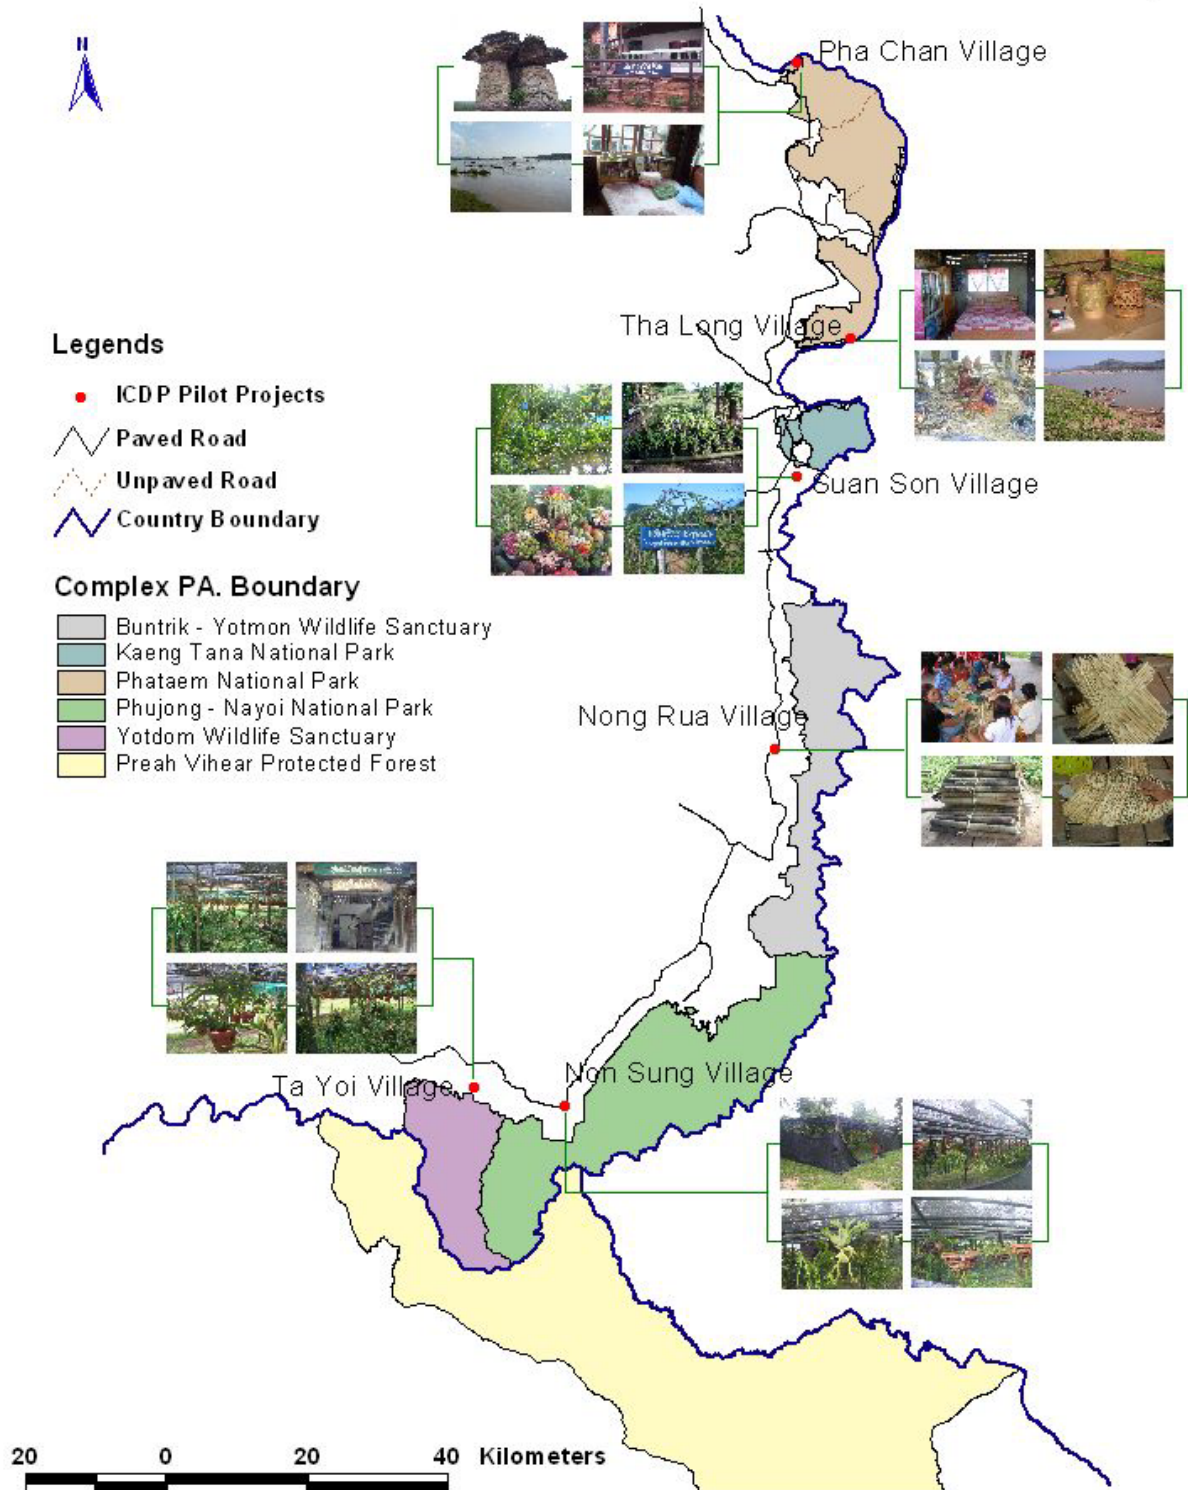 N
Pha Chan Village
Tha Long Village
Legends
ICDP Pilot Projects
Paved Road
Unpaved Road
Country Boundary
Suan Son Village
Complex PA. Boundary
Buntrik - Yotmon Wildlife Sanctuary
Kaeng Tana National Park
Phataem National Park
Phujong - Nayoi National Park
Yotdom Wildlife Sanctuary
Preah Vihear Protected Forest
Nong Rua Village
Non Sung Village
Ta Yoi Village
20 0 20 40 Kilometers